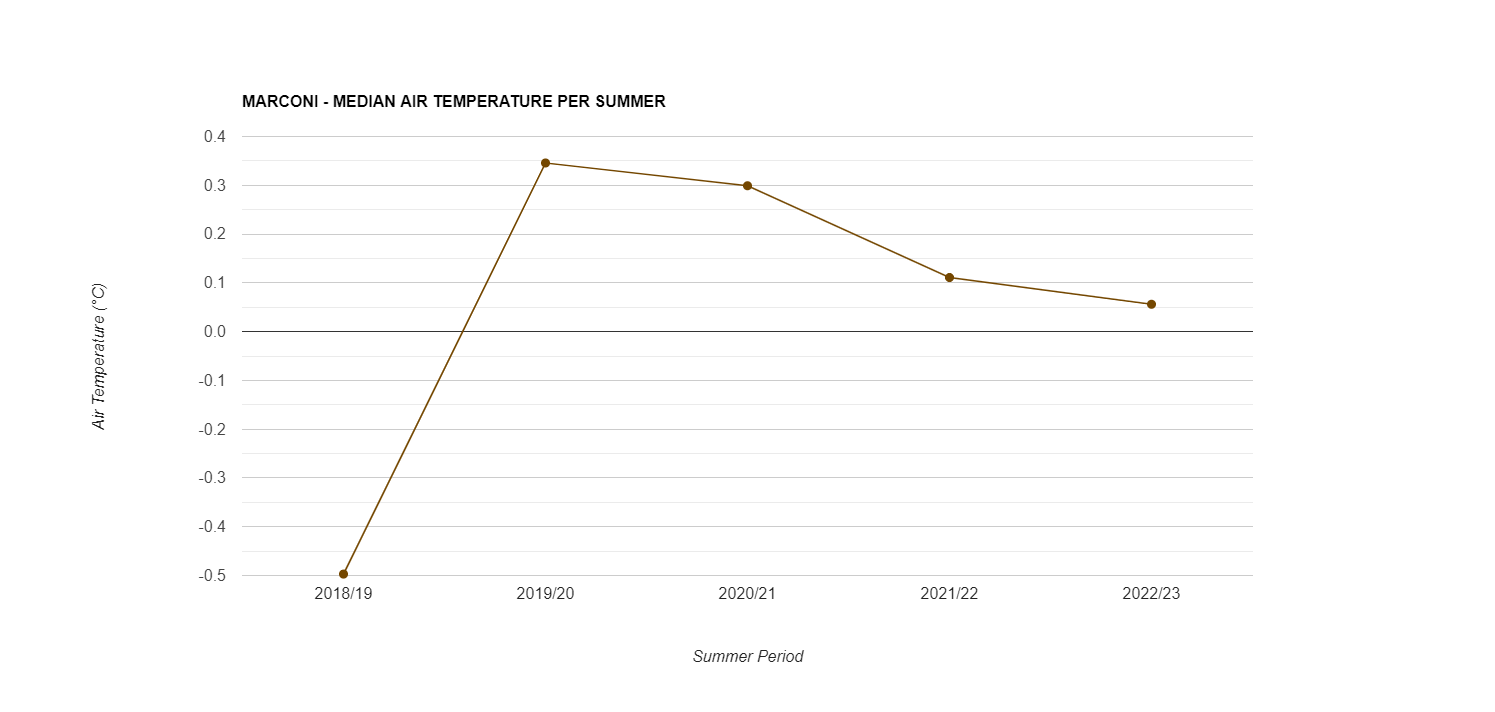 MARCONI - MEDIAN AIR TEMPERATURE PER SUMMER
0.4
0.3
0.2
0.1
0.0
-0.1
-0.2
-0.3
-0.4
-0.5
Air Temperature (°C)
2018/19 2019/20 2020/21 2021/22 2022/23
Summer Period